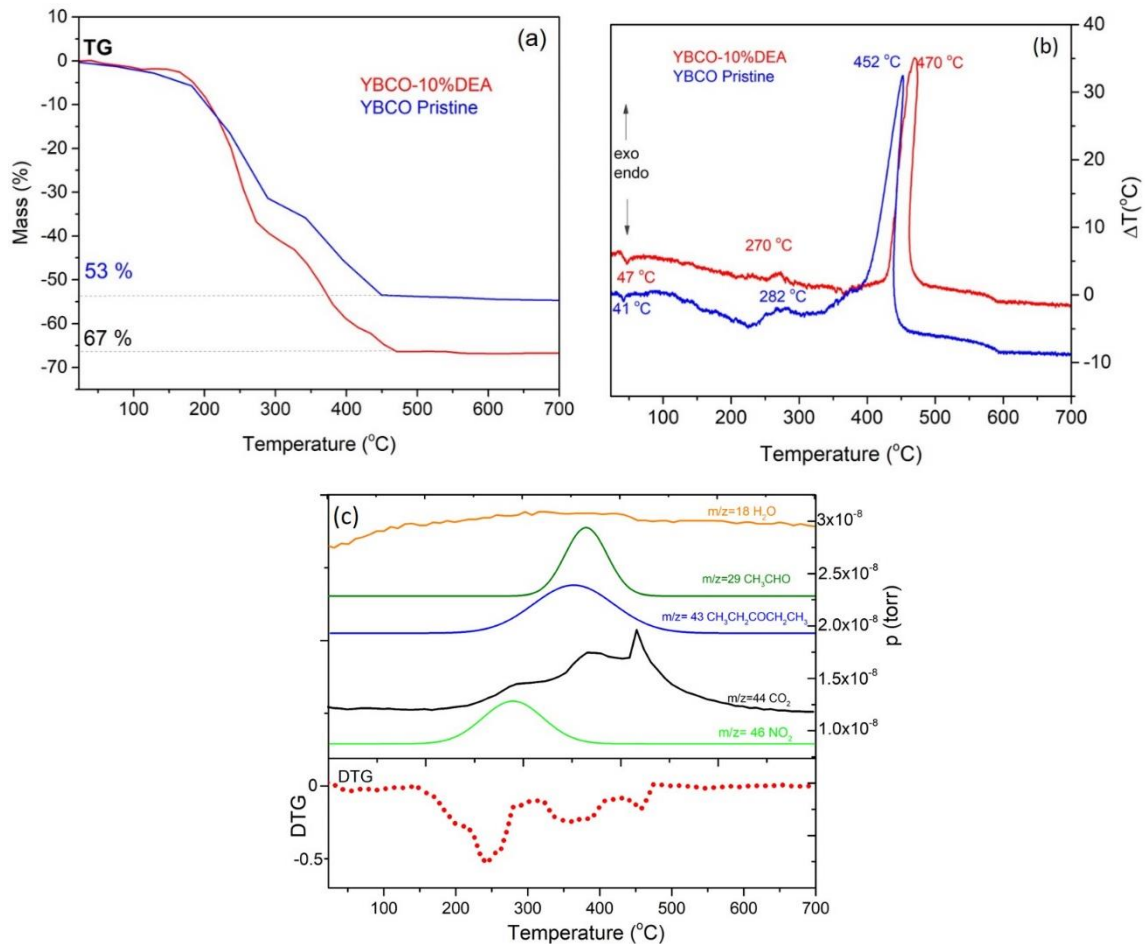 (a)
TG
YBCO-10%DEA
YBCO Pristine
53 %
67 %
10
0
-10
-20
-30
-40
-50
-60
-70
Mass (%)
100 200 300 400 500 600 700
Temperature (°C)
(b)
YBCO-10%DEA
YBCO Pristine
452 °C
470 °C
exo
endo
270 °C
47 °C
41 °C
282 °C
40
30
20
10
0
-10
ΔT(°C)
100 200 300 400 500 600 700
Temperature (°C)
(c)
m/z=18 H₂O
m/z=29 CH₃CHO
m/z= 43 CH₃CH₂COCH₂CH₃
m/z=44 CO₂
m/z= 46 NO₂
3x10⁻⁸
2.5x10⁻⁸
2.0x10⁻⁸
1.5x10⁻⁸
1.0x10⁻⁸
p (torr)
DTG
0
-0.5
DTG
100 200 300 400 500 600 700
Temperature (°C)